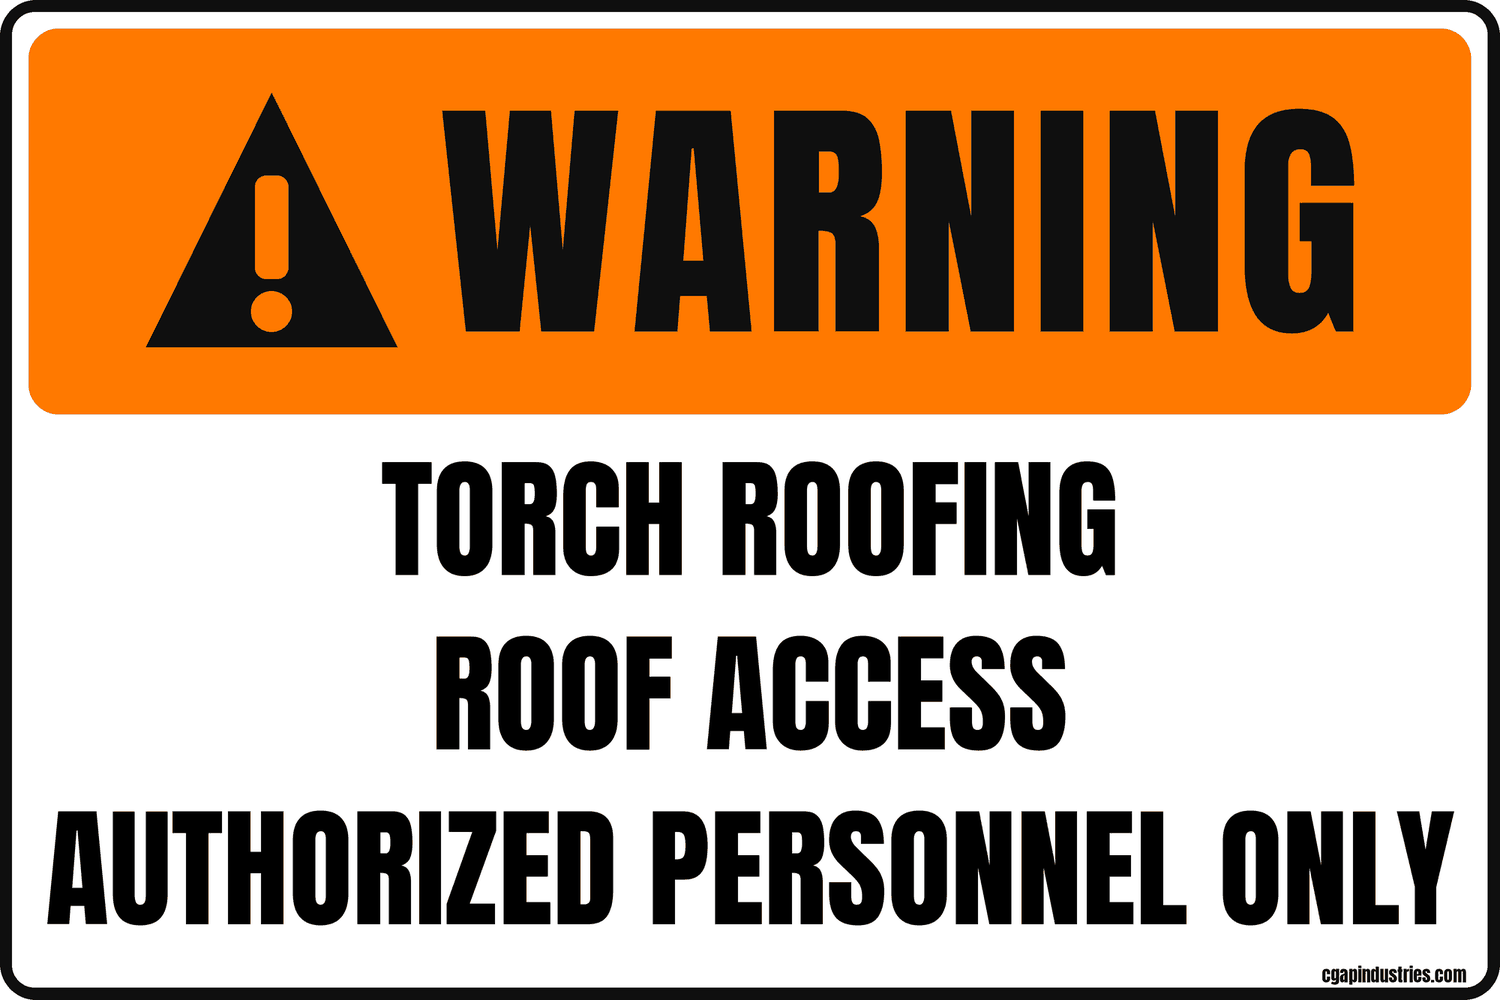 WARNING
TORCH ROOFING
ROOF ACCESS
AUTHORIZED PERSONNEL ONLY
cgapindustries.com